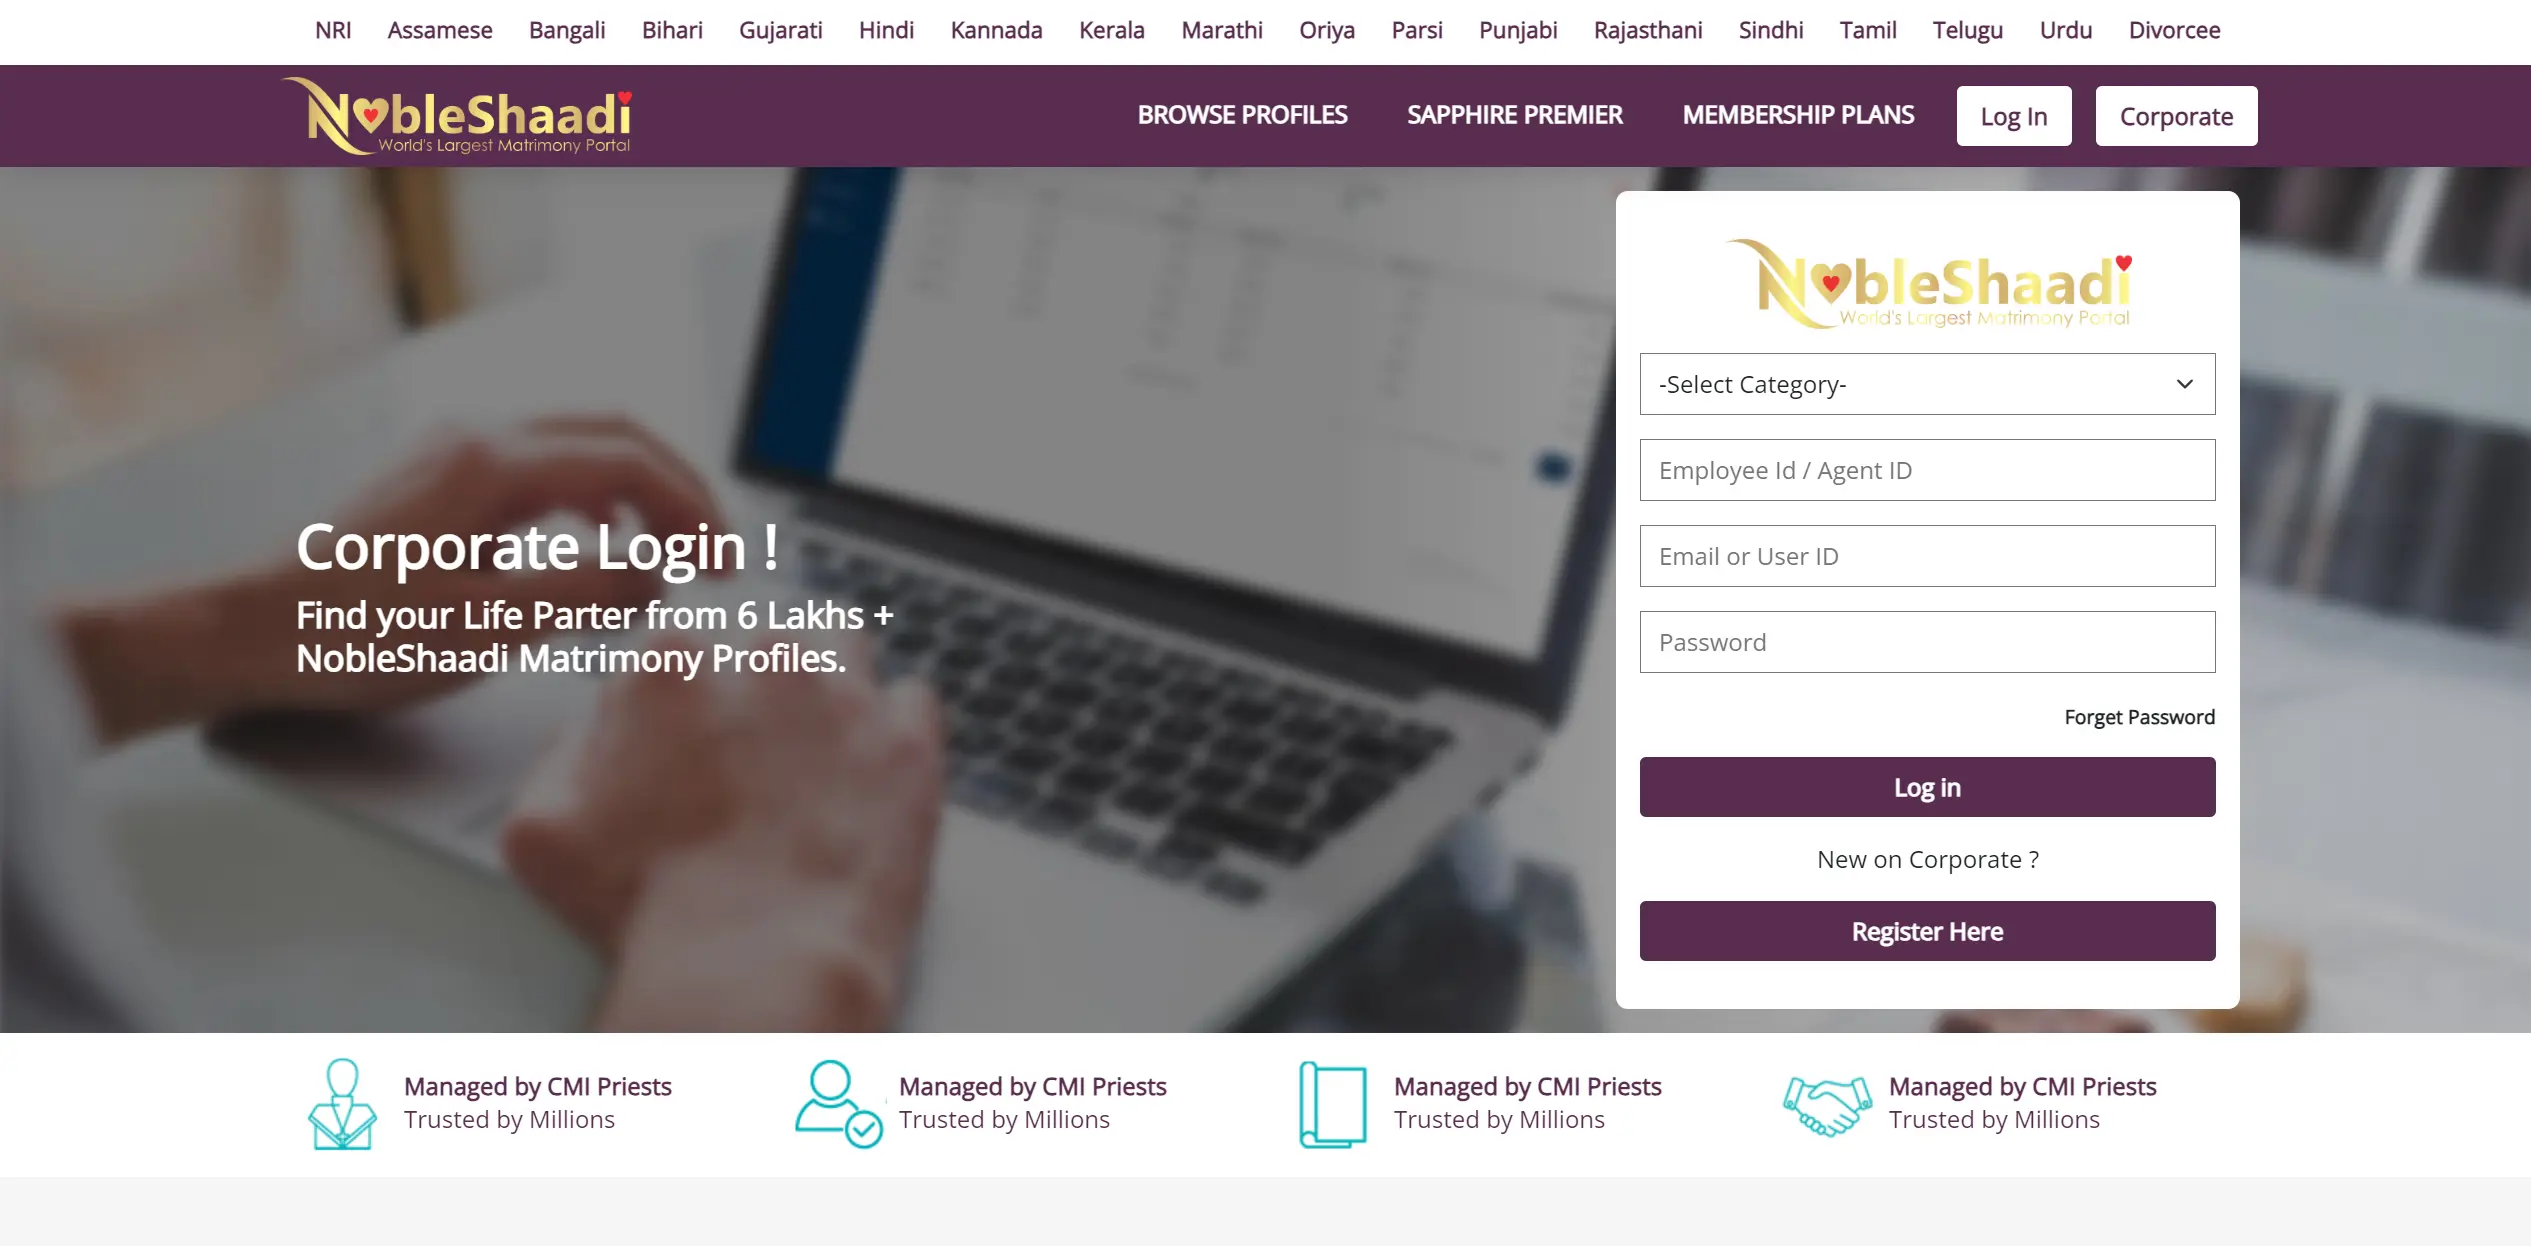 NRI Assamese Bangali Bihari Gujarati Hindi Kannada Kerala Marathi Oriya Parsi Punjabi Rajasthani Sindhi Tamil Telugu Urdu Divorcee
NobleShaadi
World's Largest Matrimony Portal
BROWSE PROFILES SAPPHIRE PREMIER MEMBERSHIP PLANS Log In Corporate
Corporate Login !
Find your Life Parter from 6 Lakhs +
NobleShaadi Matrimony Profiles.
NobleShaadi
World's Largest Matrimony Portal
-Select Category-
Employee Id / Agent ID
Email or User ID
Password
Forget Password
Log in
New on Corporate ?
Register Here
Managed by CMI Priests
Trusted by Millions
Managed by CMI Priests
Trusted by Millions
Managed by CMI Priests
Trusted by Millions
Managed by CMI Priests
Trusted by Millions